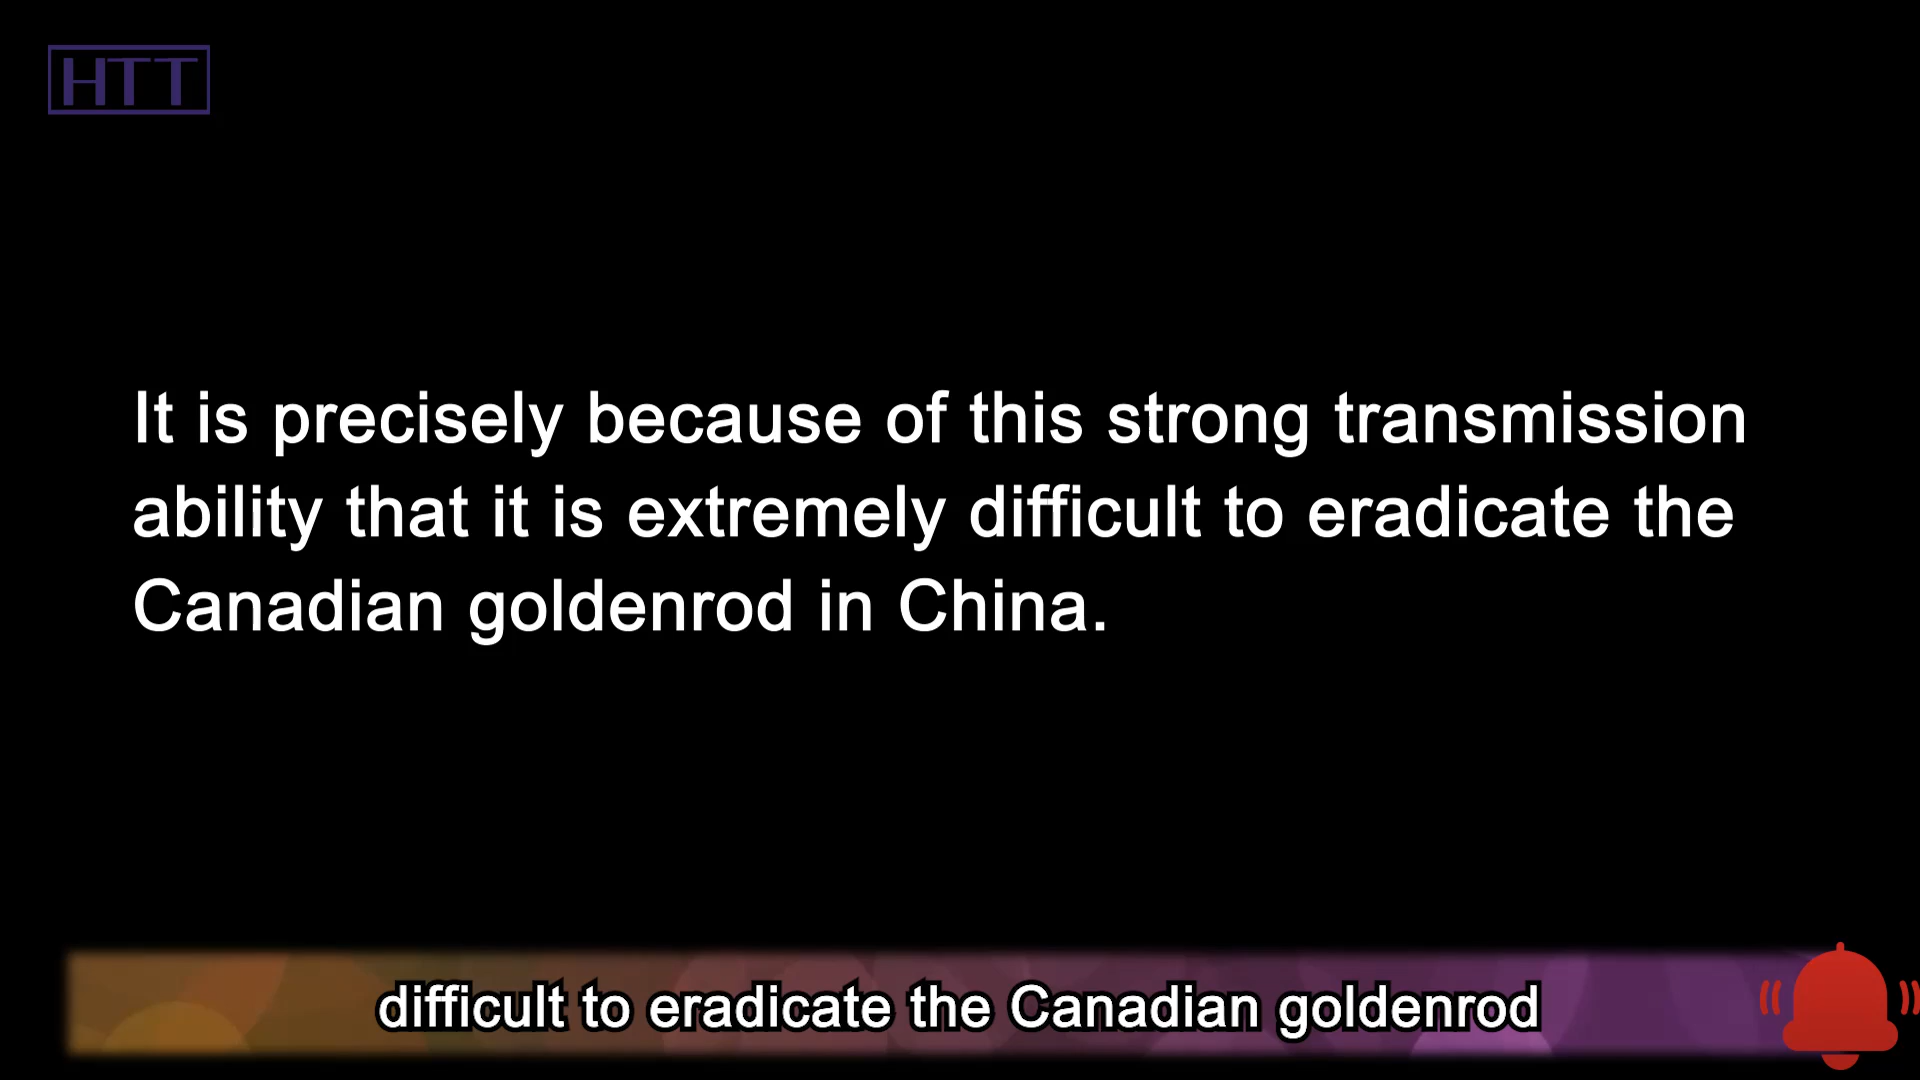 HTT
It is precisely because of this strong transmission
ability that it is extremely difficult to eradicate the
Canadian goldenrod in China.
difficult to eradicate the Canadian goldenrod